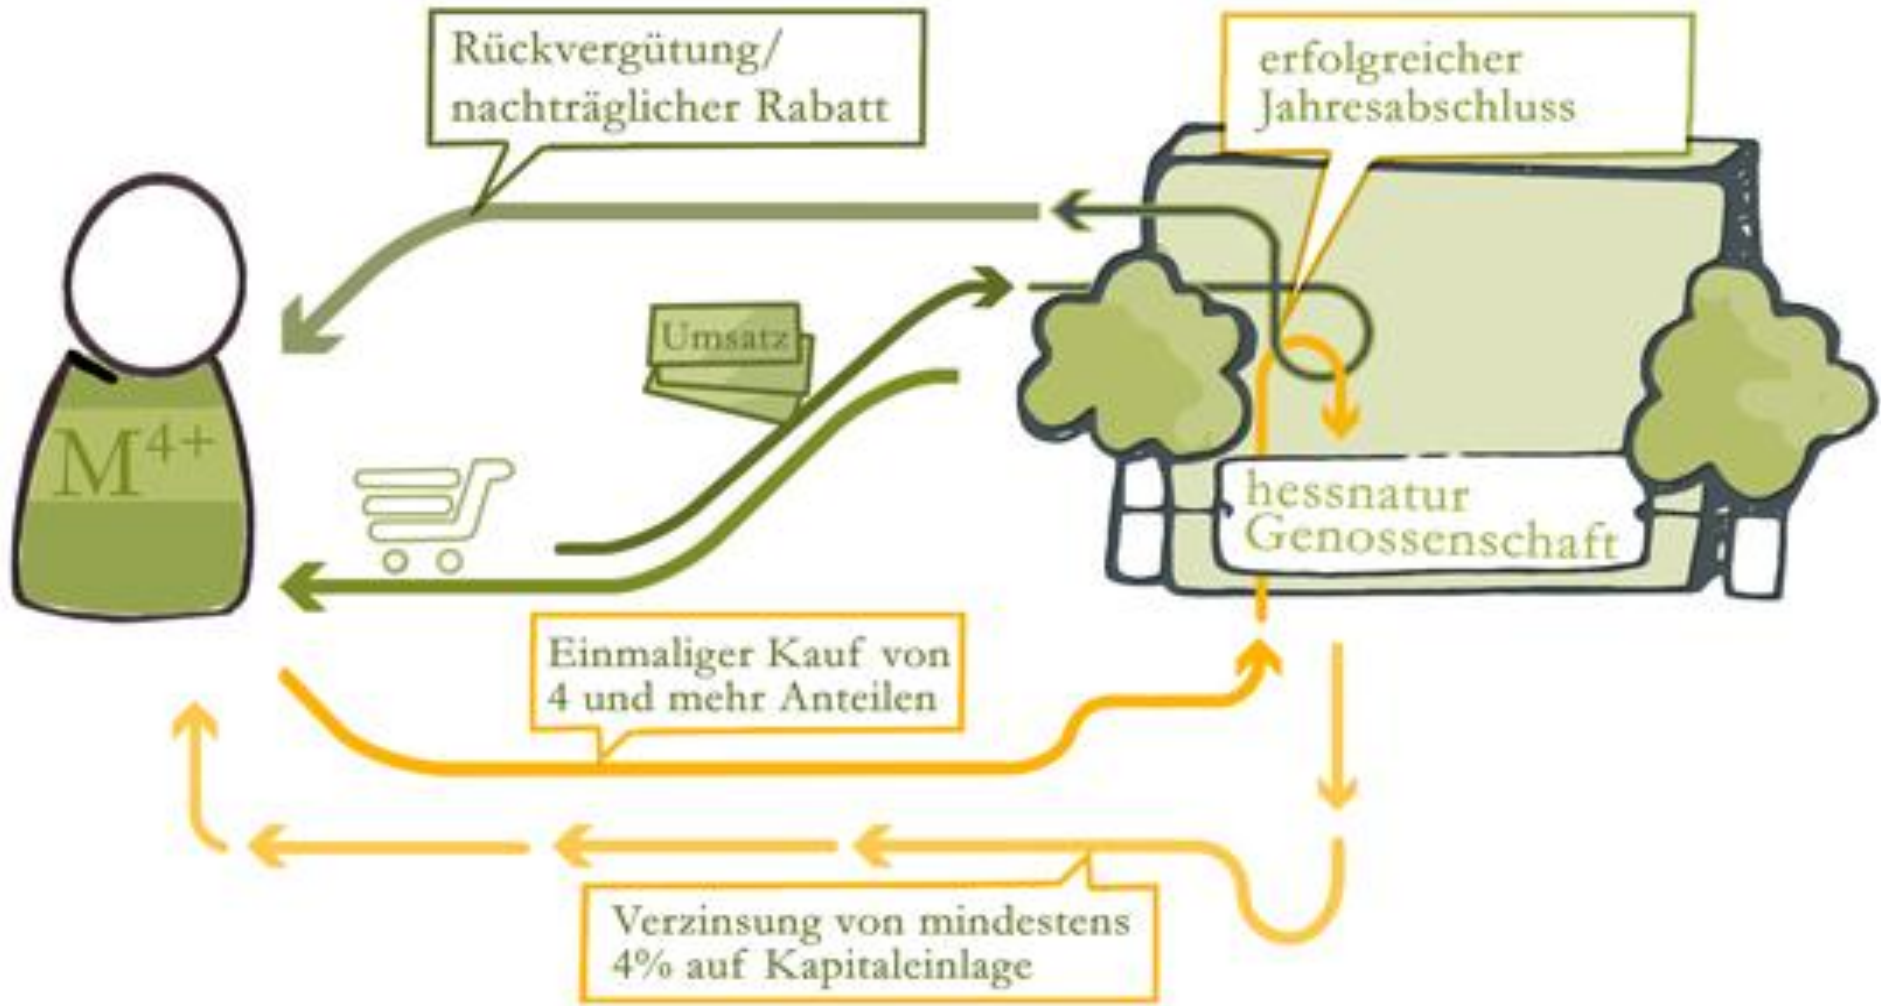 Rückvergütung/
nachträglicher Rabatt
erfolgreicher
Jahresabschluss
Umsatz
M4+
hessnatur
Genossenschaft
Einmaliger Kauf von
4 und mehr Anteilen
Verzinsung von mindestens
4% auf Kapitaleinlage